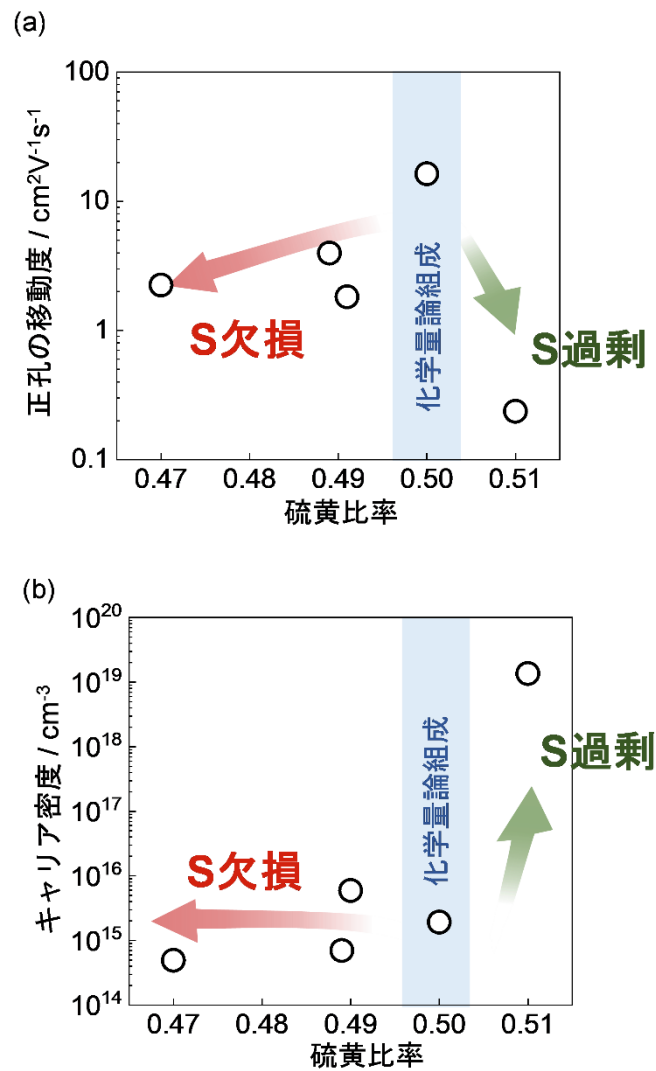 (a)
100
10
1
0.1
正孔の移動度 / cm²V⁻¹s⁻¹
S欠損
化学量論組成
S過剰
0.47 0.48 0.49 0.50 0.51
硫黄比率
(b)
10²⁰
10¹⁹
10¹⁸
10¹⁷
10¹⁶
10¹⁵
10¹⁴
キャリア密度 / cm⁻³
S欠損
化学量論組成
S過剰
0.47 0.48 0.49 0.50 0.51
硫黄比率